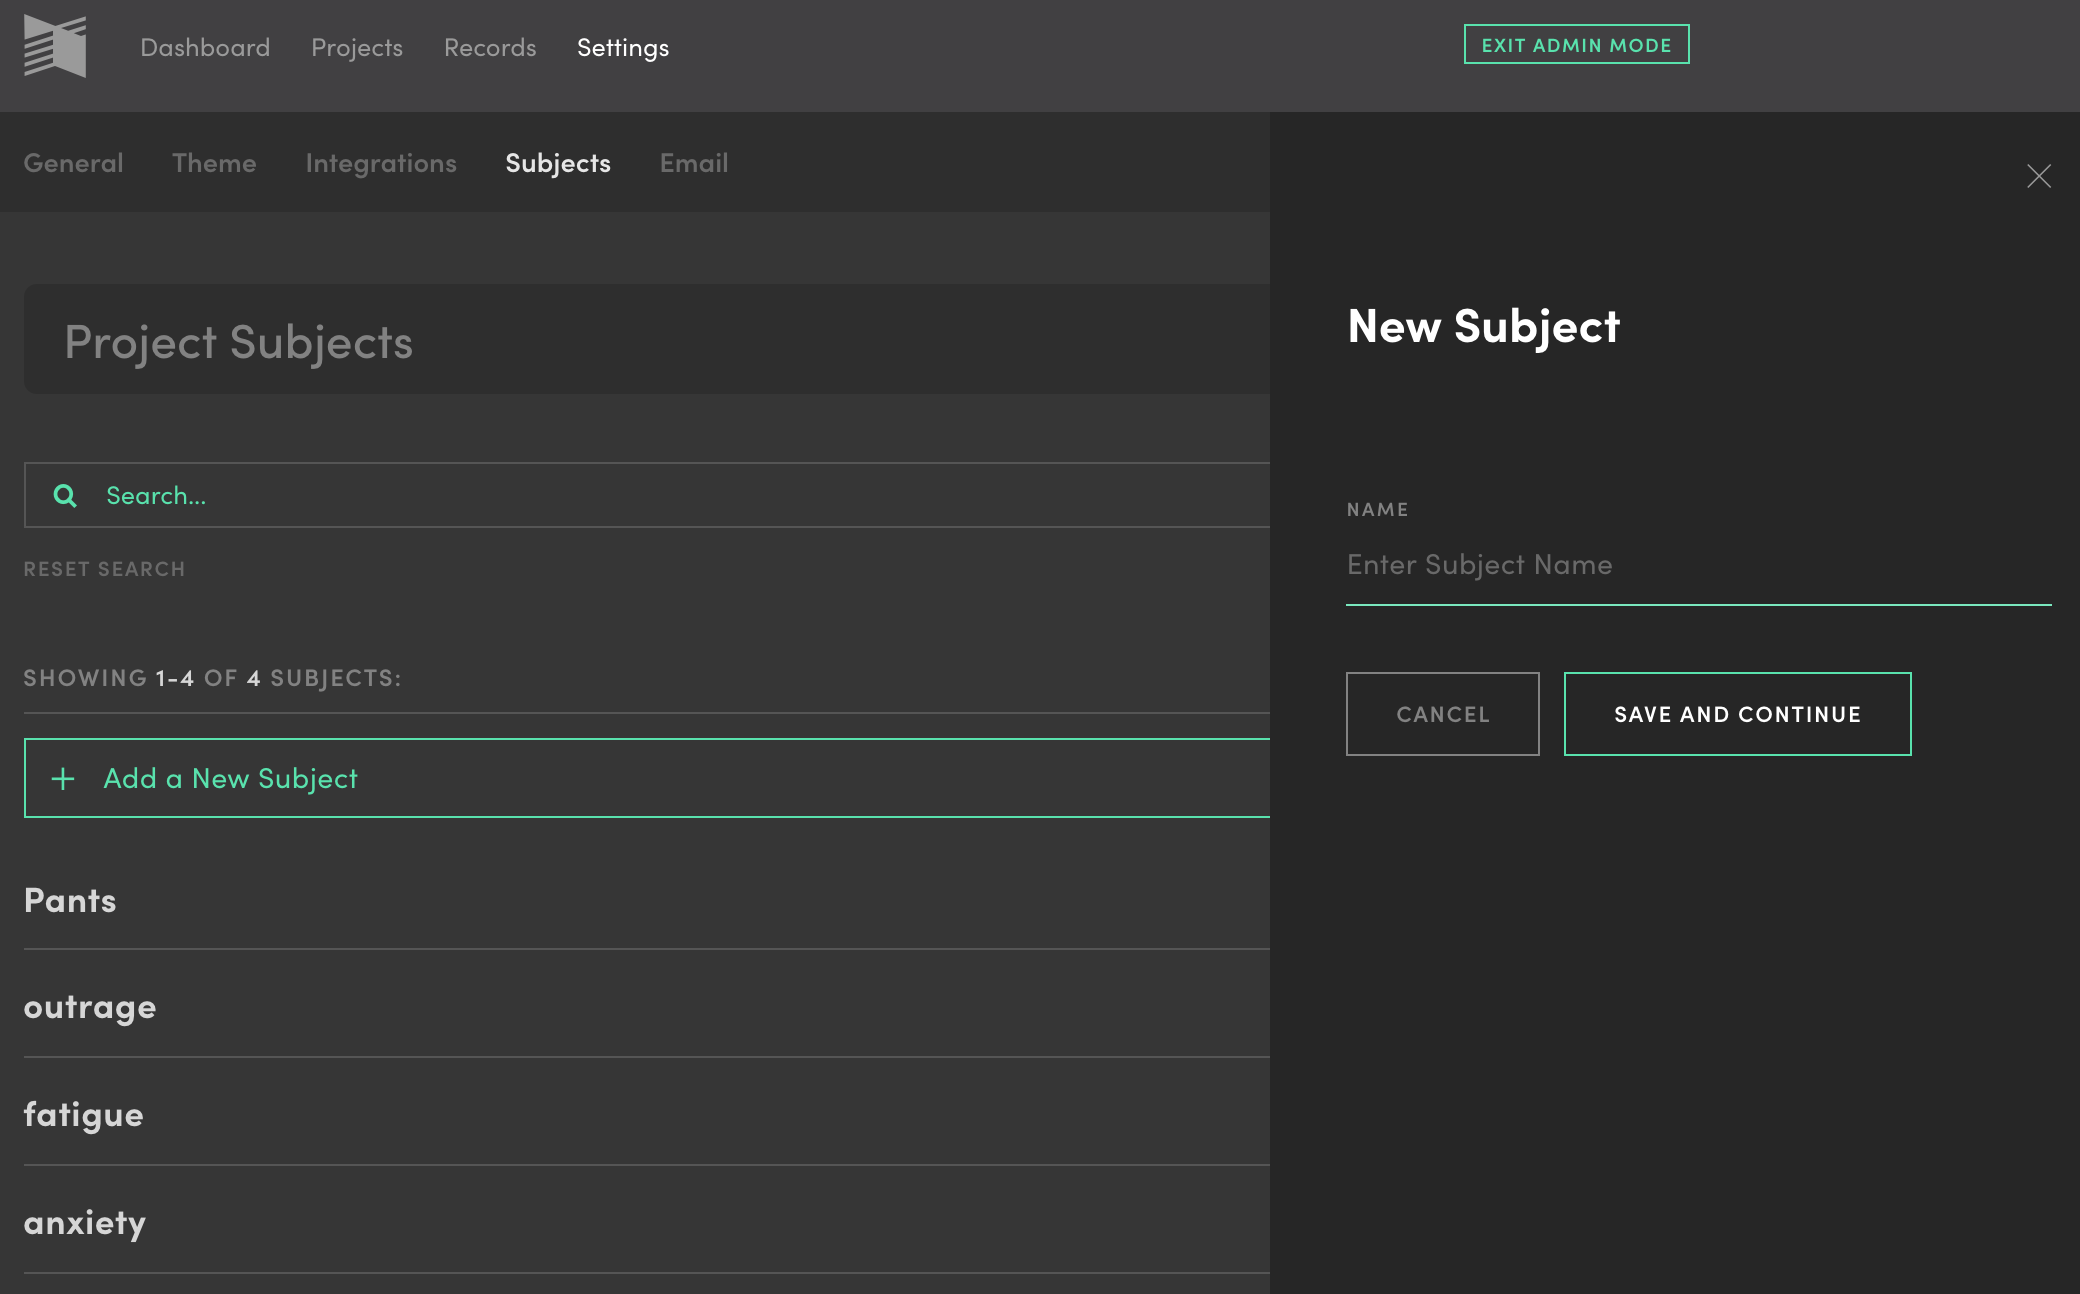 Dashboard Projects Records Settings
EXIT ADMIN MODE
General Theme Integrations Subjects Email
Project Subjects
Search...
RESET SEARCH
SHOWING 1-4 OF 4 SUBJECTS:
+ Add a New Subject
Pants
outrage
fatigue
anxiety
New Subject
NAME
Enter Subject Name
CANCEL
SAVE AND CONTINUE